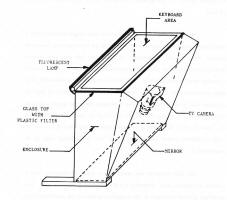 KEYBOARD
AREA
FLUORESCENT
LAMP
GLASS TOP
WITH
PLASTIC FILTER
TV CAMERA
ENCLOSURE
MIRROR